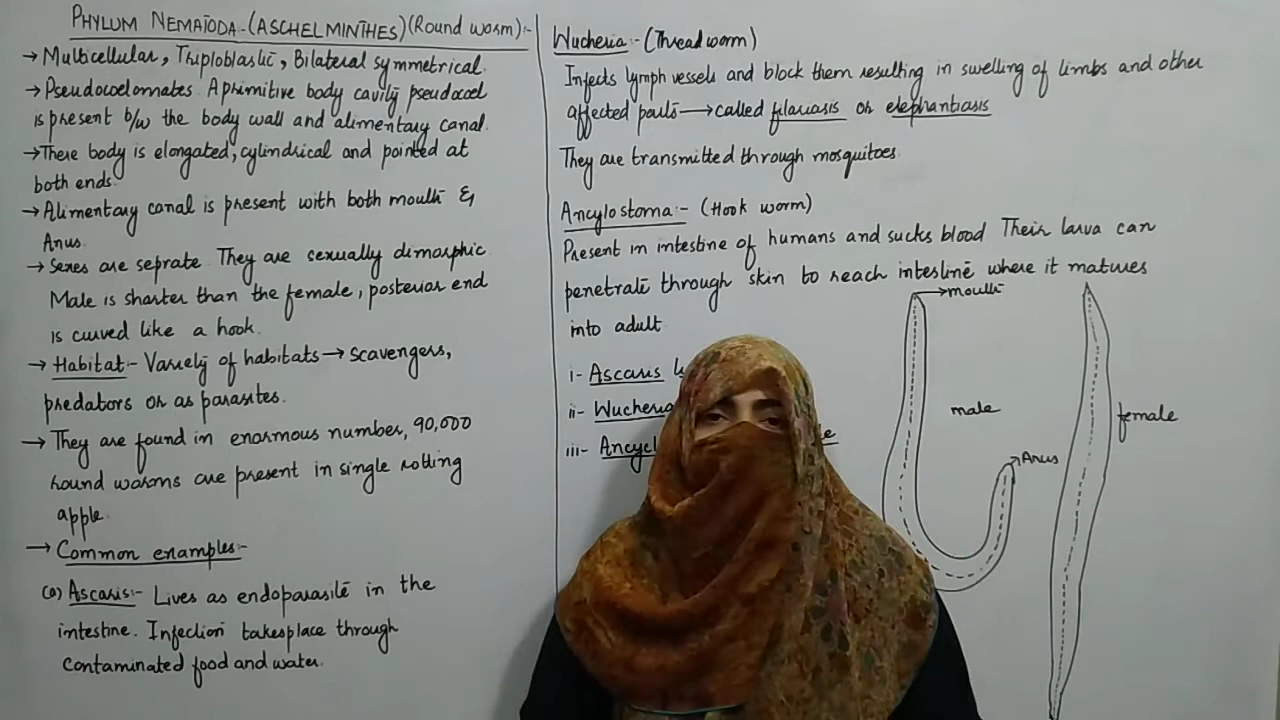 PHYLUM NEMATODA-(ASCHELMINTHES)(Round worm):-
→ Multicellular, Triploblastic, Bilateral symmetrical.
→ Pseudocoelomates A primitive body cavity pseudocoel
is present b/w the body wall and alimentary canal.
→ There body is elongated, cylindrical and pointed at
both ends.
→ Alimentary canal is present with both mouth &
Anus.
→ Sexes are seprate They are sexually dimorphic
Male is sharter than the female, posterior end
is curved like a hook.
→ Habitat:- Variety of habitats → scavengers,
predators or as parasites.
→ They are found in enormous number, 90,000
round worms are present in single rotting
apple.
→ Common examples:-
(a) Ascaris:- Lives as endoparasite in the
intestine. Infection takesplace through
contaminated food and water.
Wucheria:- (Thread worm)
Infects lymph vessels and block them resulting in swelling of limbs and other
affected parts → called filariasis or elephantiasis
They are transmitted through mosquitoes
Ancylostoma:- (Hook worm)
Present in intestine of humans and sucks blood Their larva can
penetrate through skin to reach intestine where it matures
into adult
i- Ascaris
ii- Wucheria
iii-
mouth
male
Anus
female